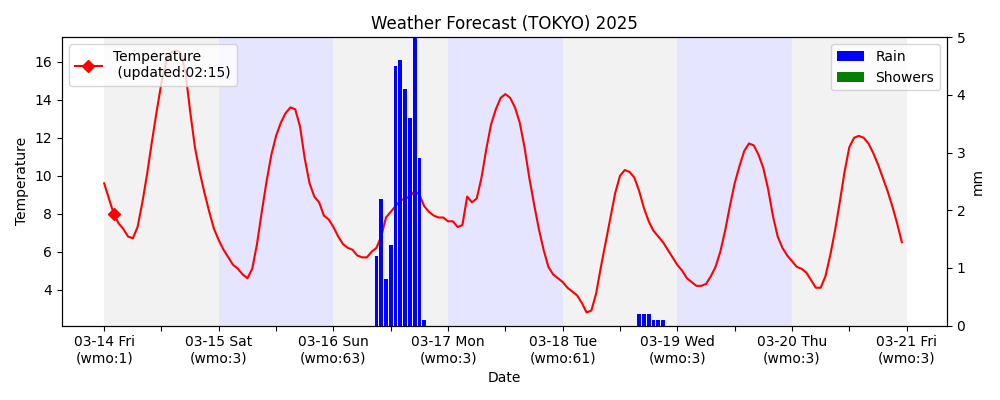 Weather Forecast (TOKYO) 2025
Temperature
(updated:02:15)
Rain
Showers
16
14
12
10
8
6
4
Temperature
5
4
3
2
1
0
mm
03-14 Fri
(wmo:1)
03-15 Sat
(wmo:3)
03-16 Sun
(wmo:63)
03-17 Mon
(wmo:3)
03-18 Tue
(wmo:61)
03-19 Wed
(wmo:3)
03-20 Thu
(wmo:3)
03-21 Fri
(wmo:3)
Date